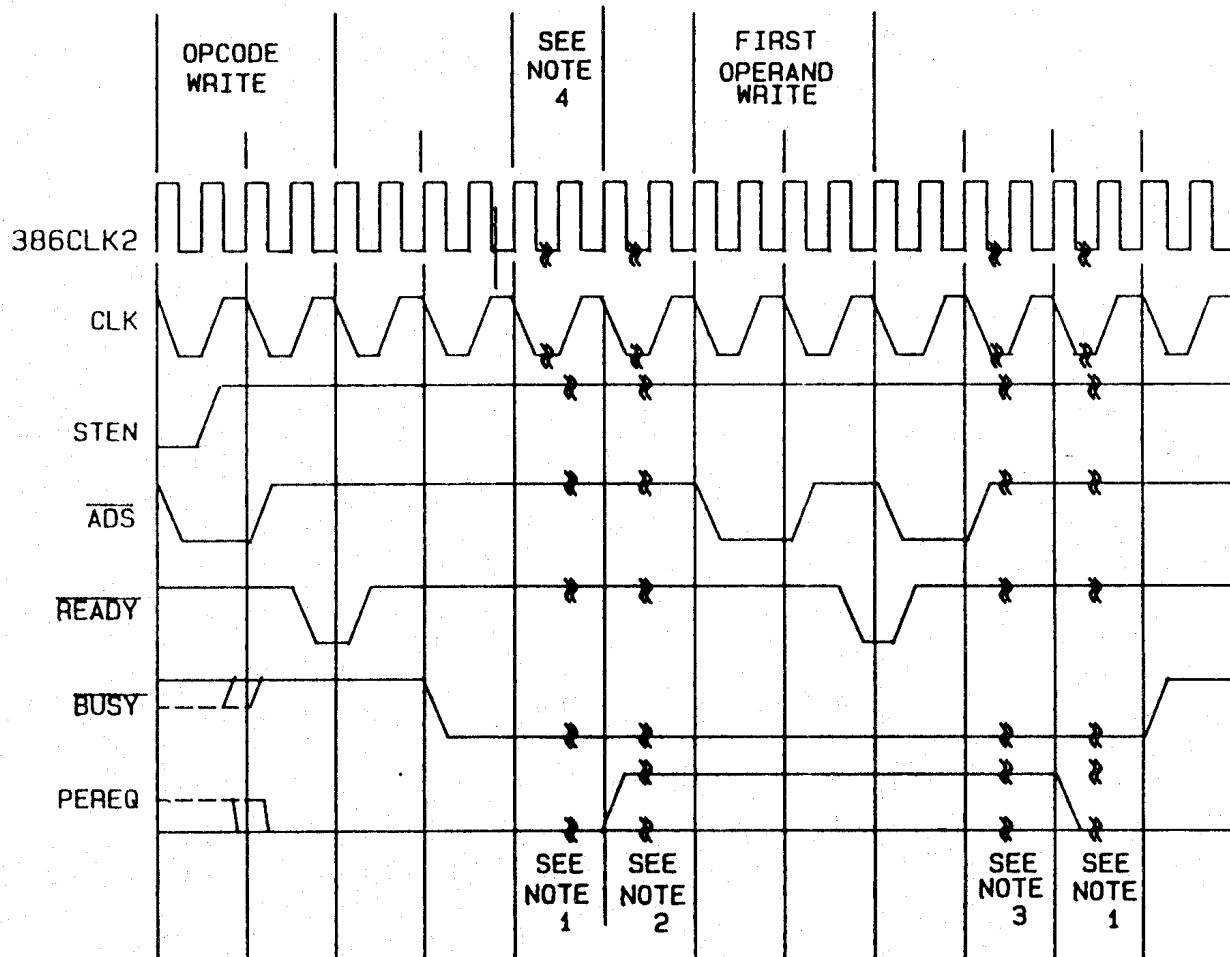 OPCODE
WRITE
SEE
NOTE
4
FIRST
OPERAND
WRITE
386CLK2
CLK
STEN
ADS
READY
BUSY
PEREQ
SEE
NOTE
1
SEE
NOTE
2
SEE
NOTE
3
SEE
NOTE
1